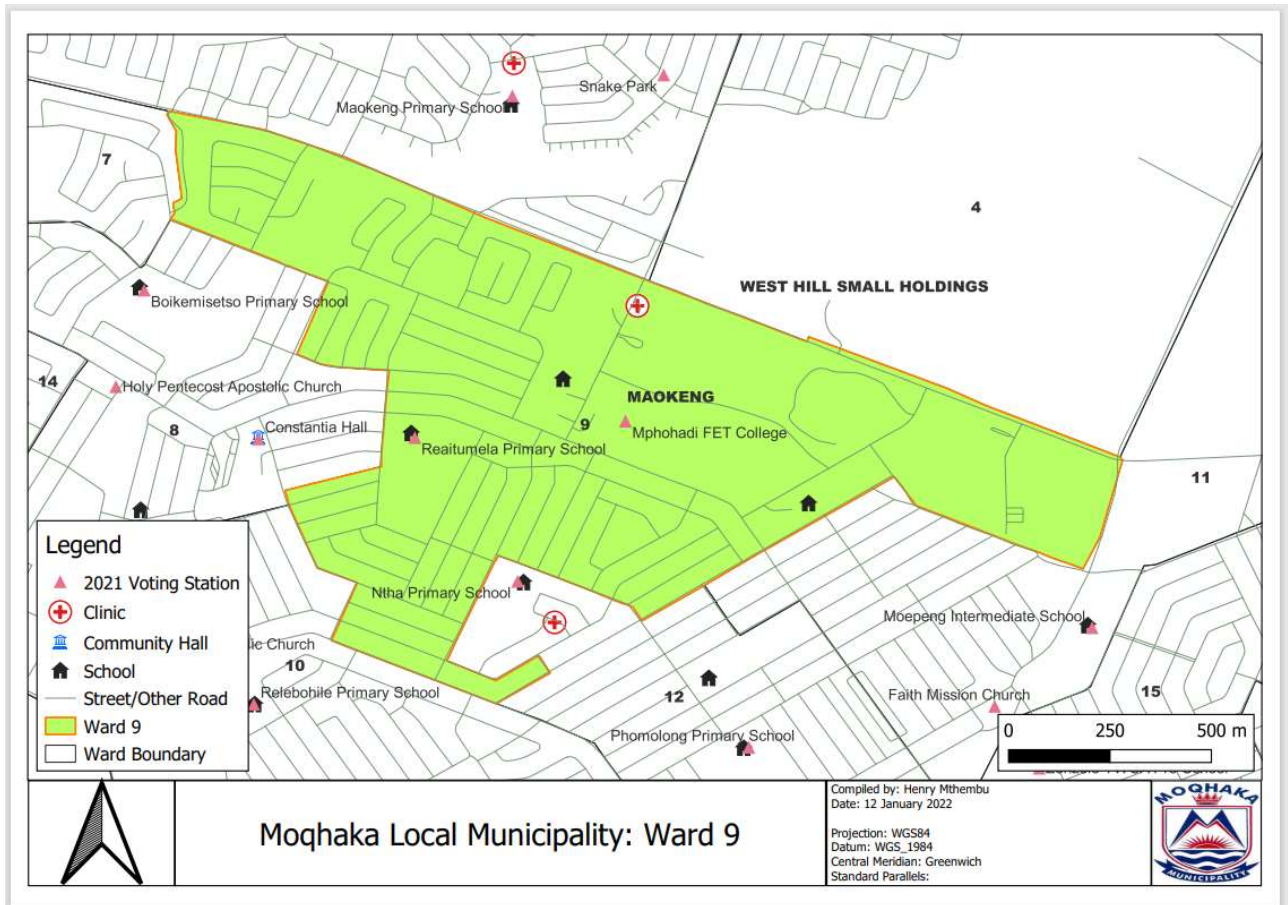 Snake Park
Maokeng Primary School
7
4
WEST HILL SMALL HOLDINGS
Boikemisetso Primary School
14
Holy Pentecost Apostolic Church
MAOKENG
8
Constantia Hall
9
Mphohadi FET College
Reaitumela Primary School
11
Ntha Primary School
Moepeng Intermediate School
ic Church
10
Relebohile Primary School
12
Faith Mission Church
15
Phomolong Primary School
Legend
2021 Voting Station
Clinic
Community Hall
School
Street/Other Road
Ward 9
Ward Boundary
0 250 500 m
Moqhaka Local Municipality: Ward 9
Compiled by: Henry Mthembu
Date: 12 January 2022
Projection: WGS84
Datum: WGS_1984
Central Meridian: Greenwich
Standard Parallels:
MOQHAKA
MUNICIPALITY